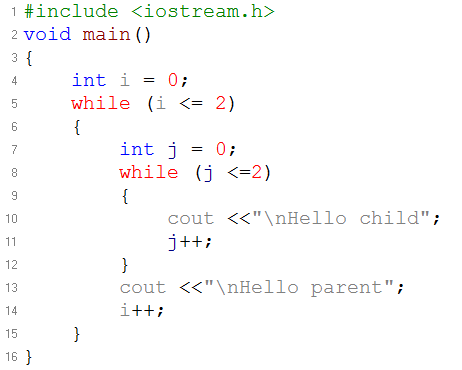 1 #include <iostream.h>
2 void main()
3 {
4     int i = 0;
5     while (i <= 2)
6     {
7         int j = 0;
8         while (j <=2)
9         {
10             cout <<"\nHello child";
11             j++;
12         }
13         cout <<"\nHello parent";
14         i++;
15     }
16 }